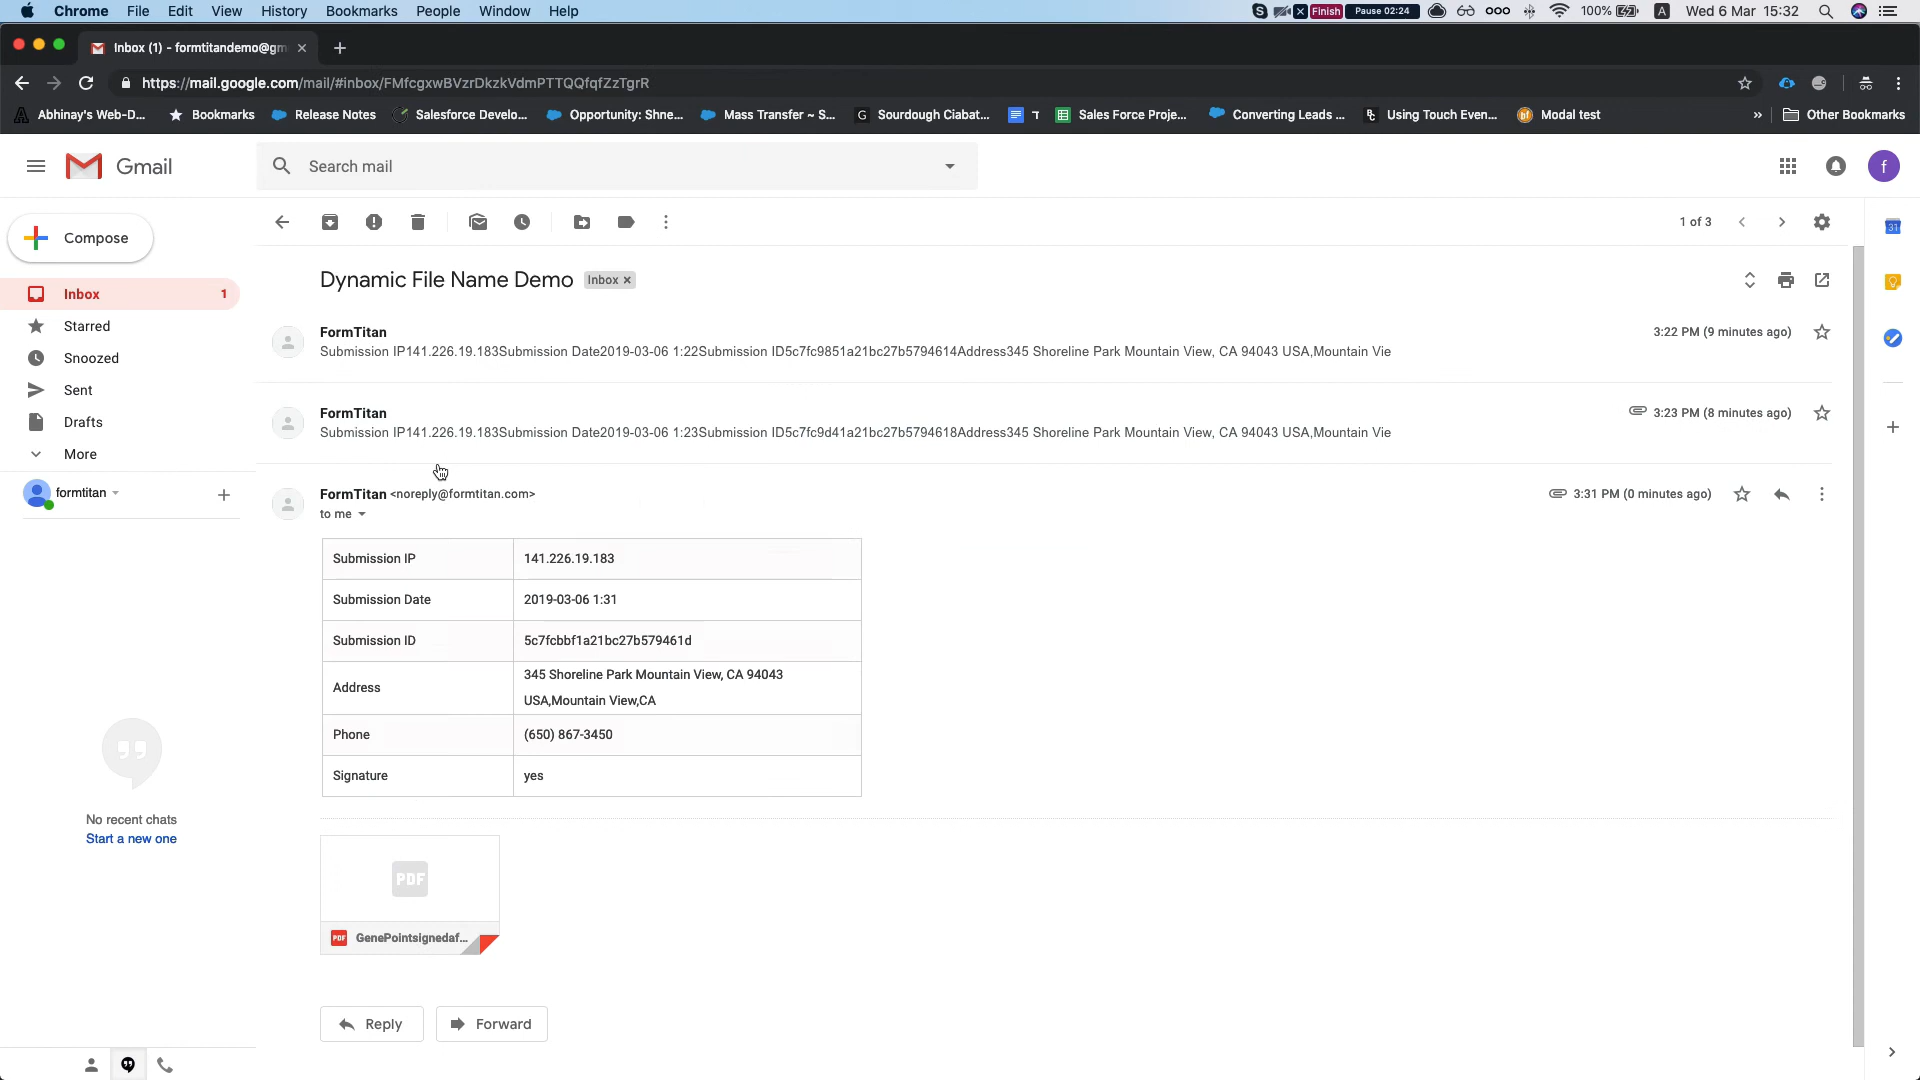 Chrome File Edit View History Bookmarks People Window Help
Finish Pause 02:24 100% A Wed 6 Mar 15:32
Inbox (1) - formtitandemo@gm
https://mail.google.com/mail/#inbox/FMfcgxwBVzrDkzkVdmPTTQQfqfZzTgrR
Abhinay's Web-D... Bookmarks Release Notes Salesforce Develo... Opportunity: Shne... Mass Transfer ~ S... G Sourdough Ciabat... T Sales Force Proje... Converting Leads ... Using Touch Even... bf Modal test » Other Bookmarks
Gmail
Search mail
f
Compose
1 of 3
31
Dynamic File Name Demo Inbox x
Inbox 1
Starred
Snoozed
Sent
Drafts
More
formtitan
FormTitan
3:22 PM (9 minutes ago)
Submission IP141.226.19.183Submission Date2019-03-06 1:22Submission ID5c7fc9851a21bc27b5794614Address345 Shoreline Park Mountain View, CA 94043 USA,Mountain Vie
FormTitan
3:23 PM (8 minutes ago)
Submission IP141.226.19.183Submission Date2019-03-06 1:23Submission ID5c7fc9d41a21bc27b5794618Address345 Shoreline Park Mountain View, CA 94043 USA,Mountain Vie
FormTitan <noreply@formtitan.com>
3:31 PM (0 minutes ago)
to me
Submission IP 141.226.19.183
Submission Date 2019-03-06 1:31
Submission ID 5c7fcbbf1a21bc27b579461d
Address 345 Shoreline Park Mountain View, CA 94043
USA,Mountain View,CA
Phone (650) 867-3450
Signature yes
PDF
PDF GenePointsignedaf...
No recent chats
Start a new one
Reply
Forward